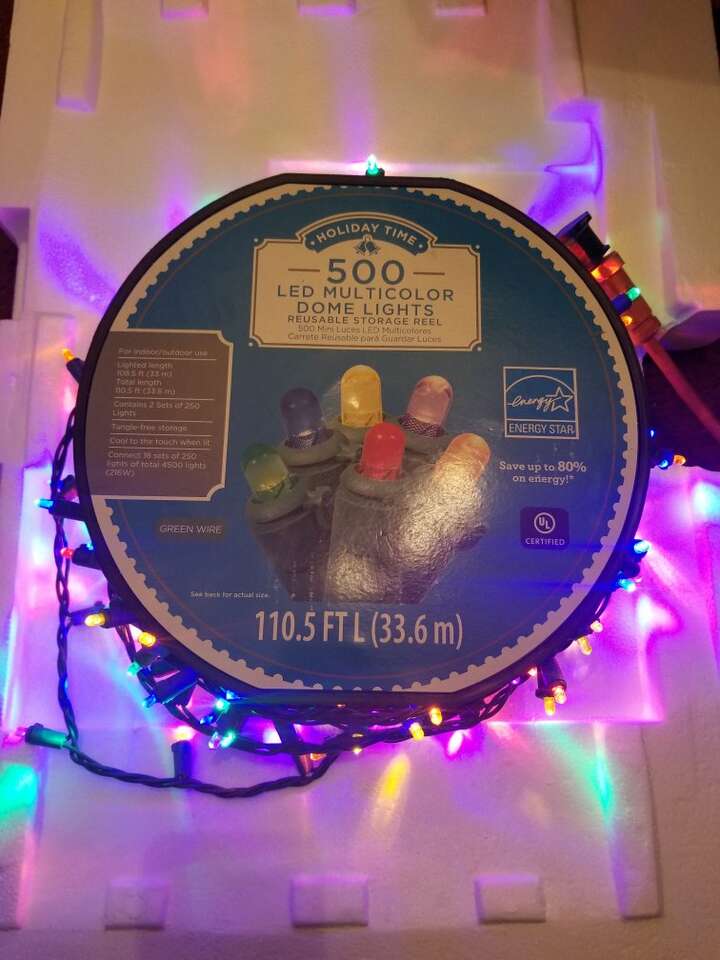 HOLIDAY TIME
500
LED MULTICOLOR
DOME LIGHTS
REUSABLE STORAGE REEL
500 Mini Luces LED Multicolores
Carrete Reusable para Guardar Luces
For indoor/outdoor use
Lighted length
108.5 ft (33 m)
Total length
110.5 ft (33.6 m)
Contains 2 Sets of 250
Lights
Tangle-free storage
Cool to the touch when lit
Connect 18 sets of 250
lights or total 4500 lights
(216W)
GREEN WIRE
energy
ENERGY STAR
Save up to 80%
on energy!*
UL
CERTIFIED
See back for actual size.
110.5 FT L (33.6 m)